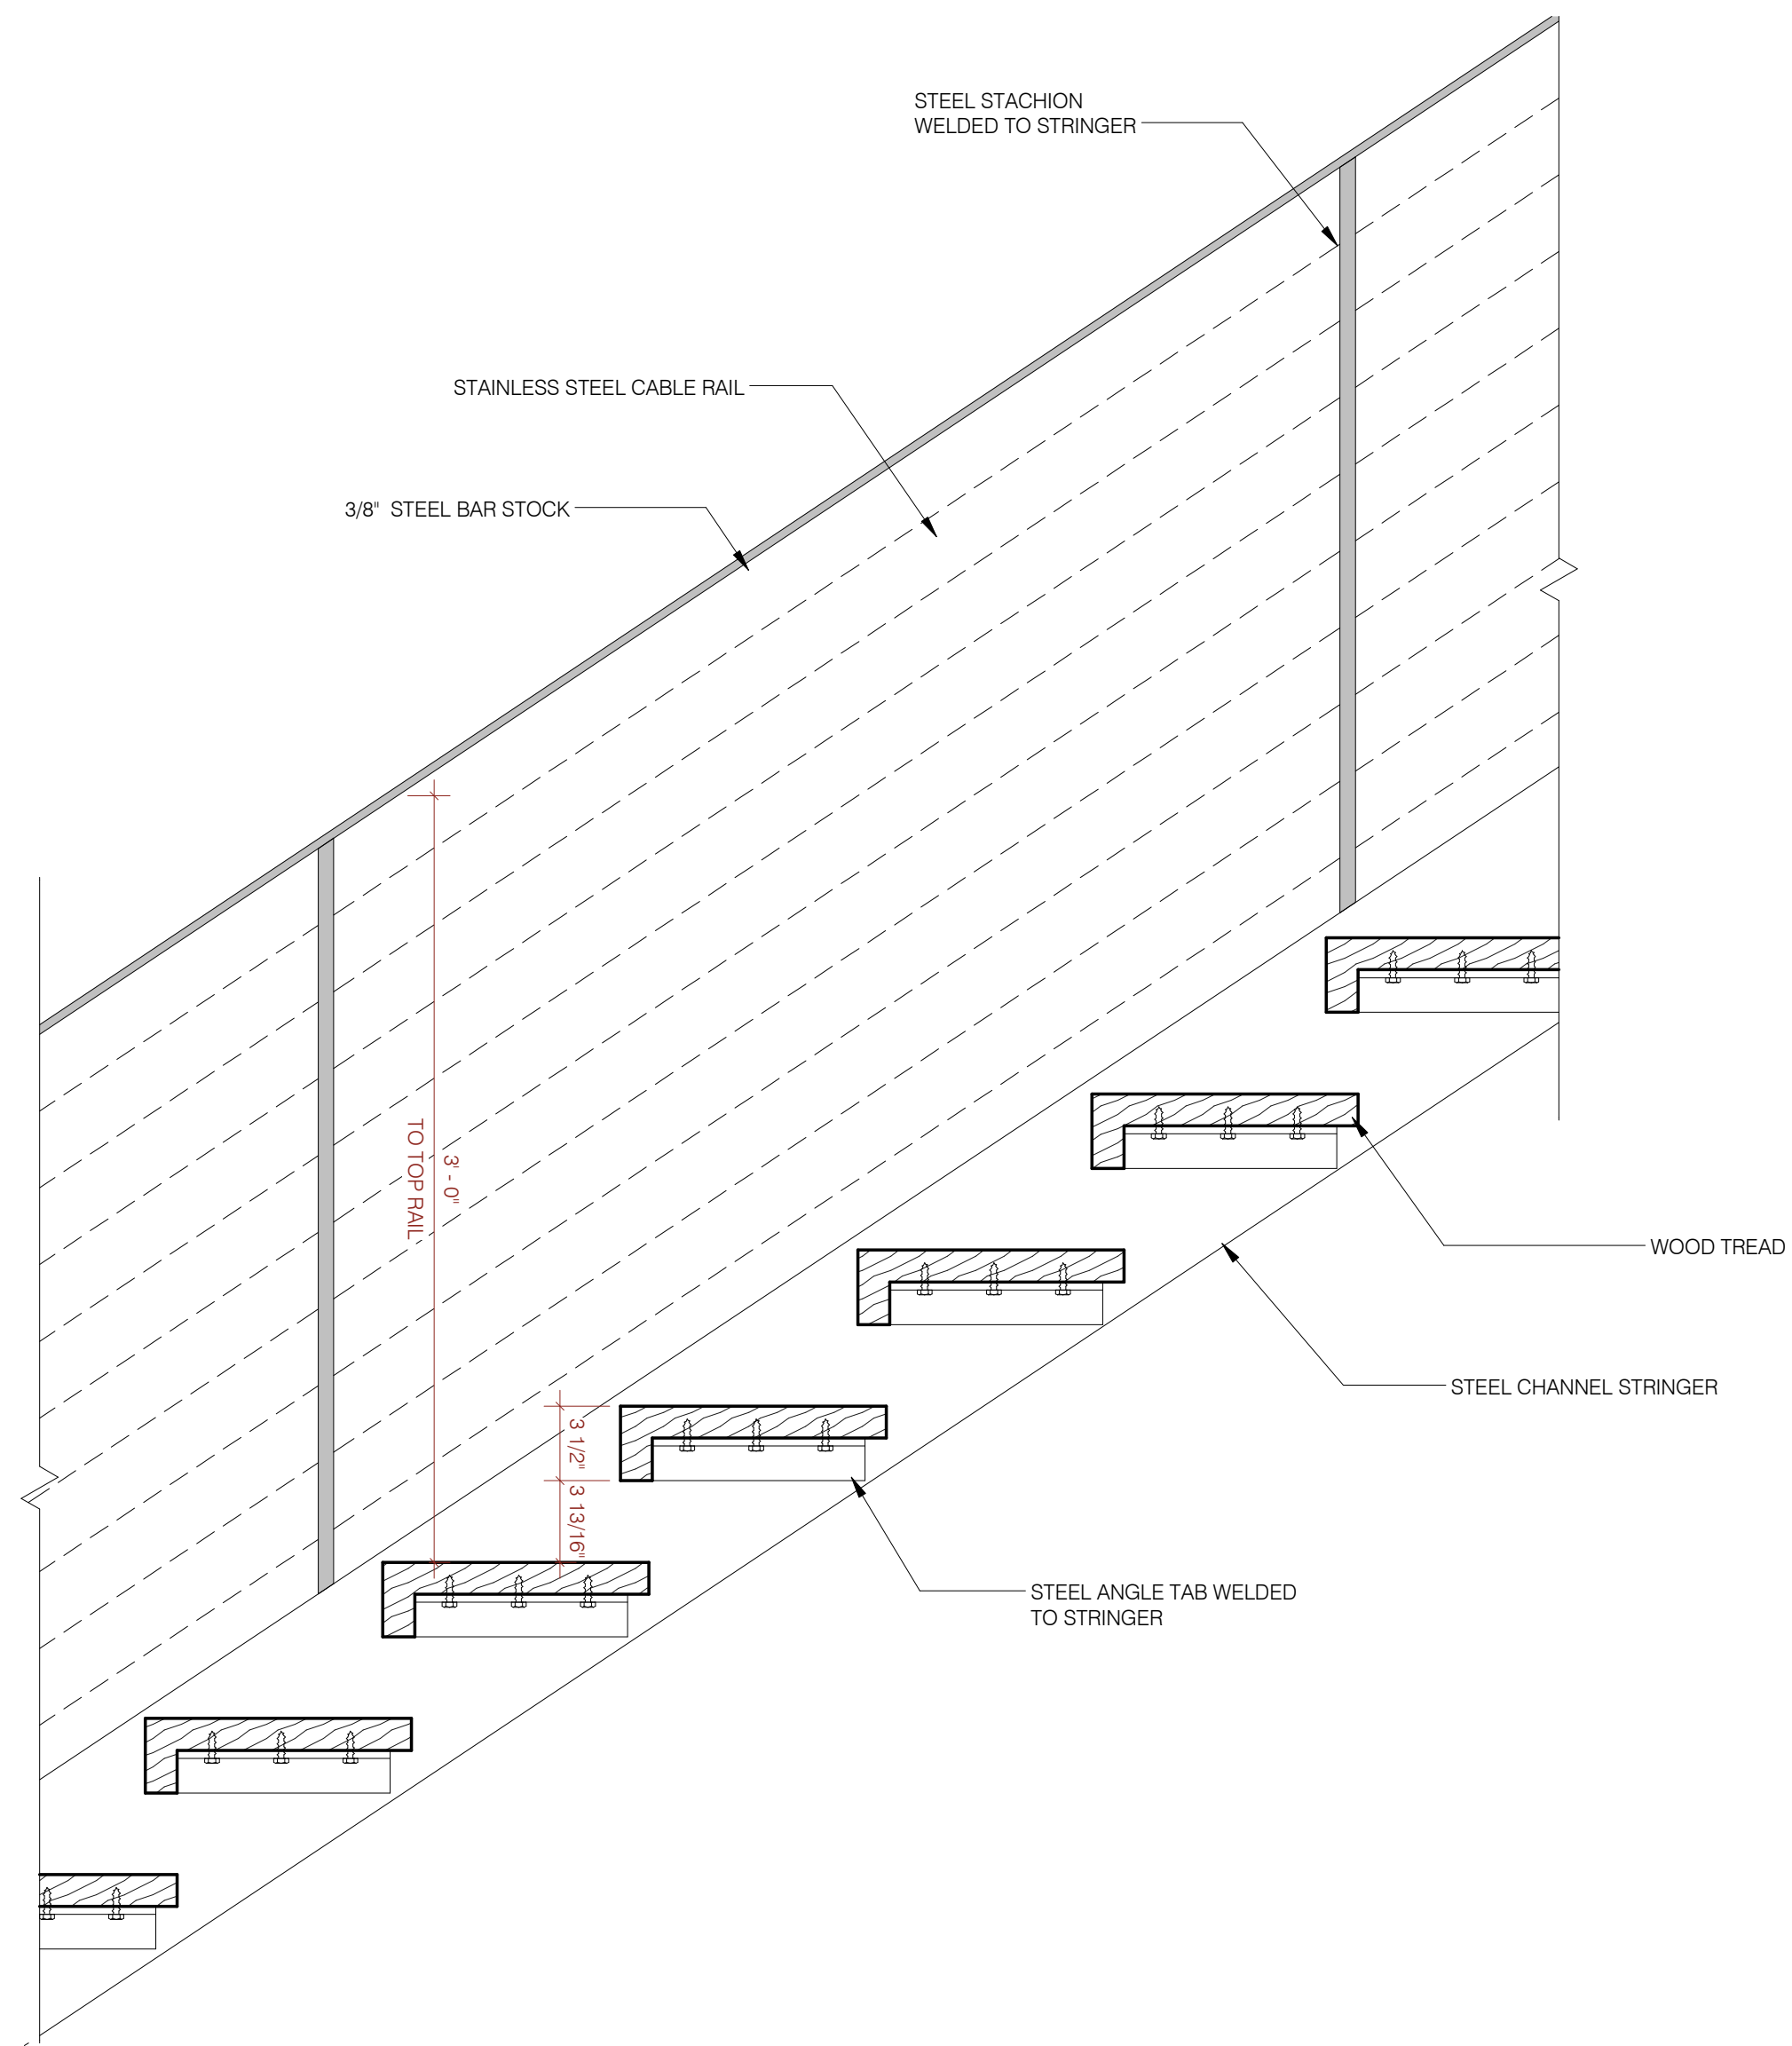 STEEL STACHION
WELDED TO STRINGER
STAINLESS STEEL CABLE RAIL
3/8" STEEL BAR STOCK
3' - 0"
TO TOP RAIL
WOOD TREAD
STEEL CHANNEL STRINGER
3 1/2"
3 13/16"
STEEL ANGLE TAB WELDED
TO STRINGER